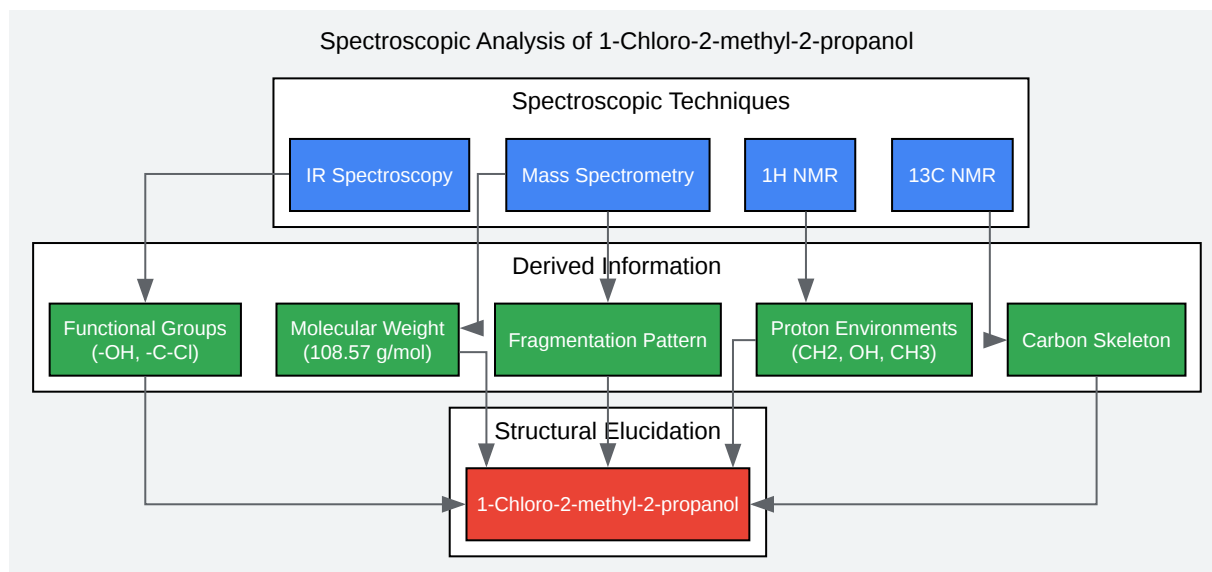 Spectroscopic Analysis of 1-Chloro-2-methyl-2-propanol
Spectroscopic Techniques
IR Spectroscopy
Mass Spectrometry
1H NMR
13C NMR
Derived Information
Functional Groups
(-OH, -C-Cl)
Molecular Weight
(108.57 g/mol)
Fragmentation Pattern
Proton Environments
(CH2, OH, CH3)
Carbon Skeleton
Structural Elucidation
1-Chloro-2-methyl-2-propanol